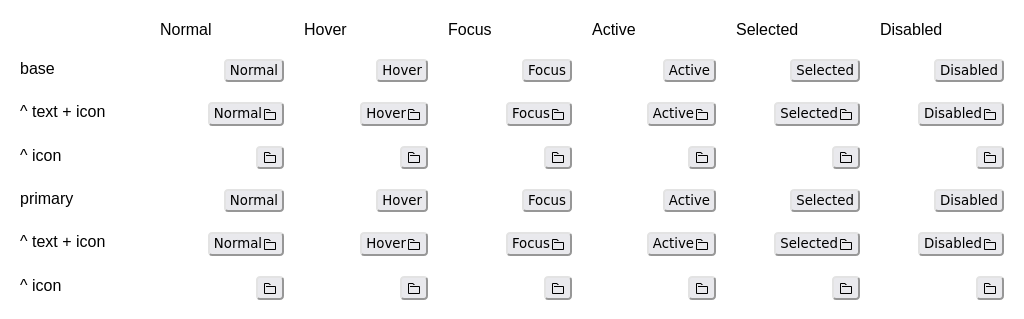 Normal Hover Focus Active Selected Disabled
base Normal Hover Focus Active Selected Disabled
^ text + icon Normal Hover Focus Active Selected Disabled
^ icon
primary Normal Hover Focus Active Selected Disabled
^ text + icon Normal Hover Focus Active Selected Disabled
^ icon